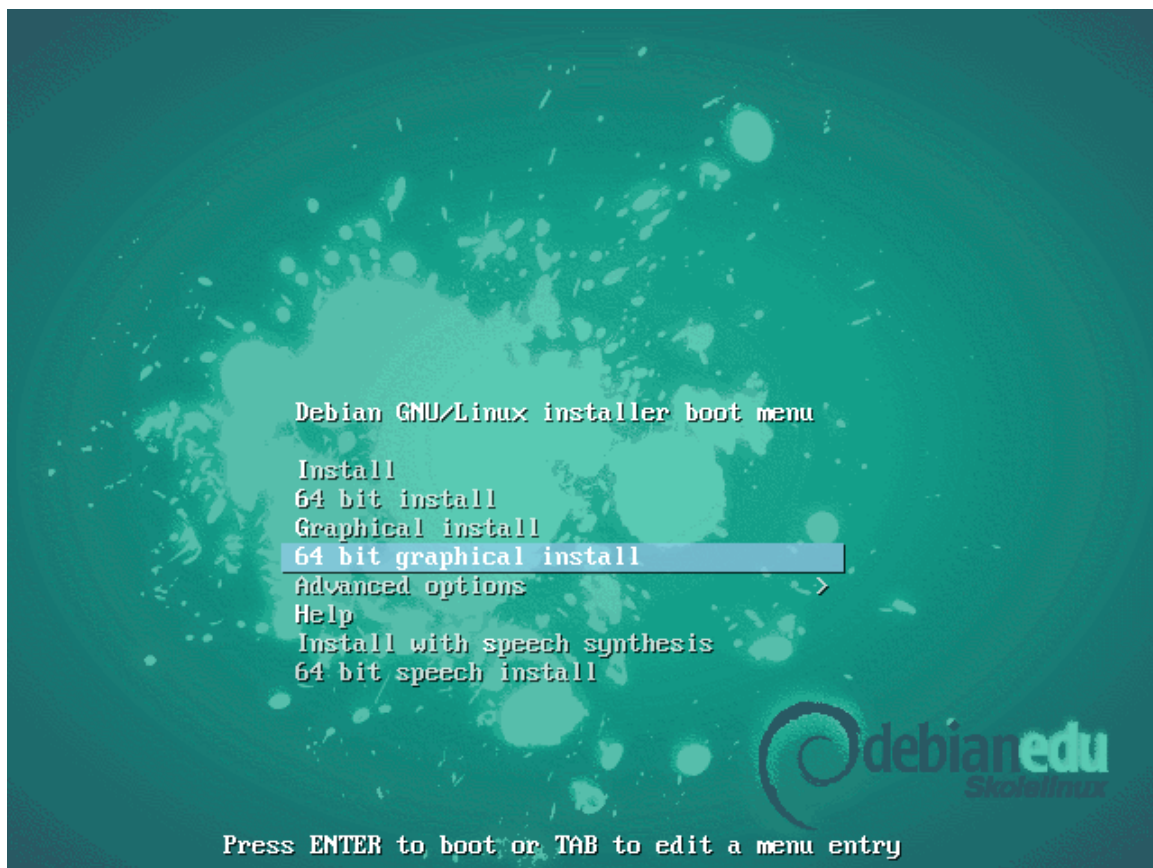 Debian GNU/Linux installer boot menu
Install
64 bit install
Graphical install
64 bit graphical install
Advanced options >
Help
Install with speech synthesis
64 bit speech install
debianedu
Skolelinux
Press ENTER to boot or TAB to edit a menu entry